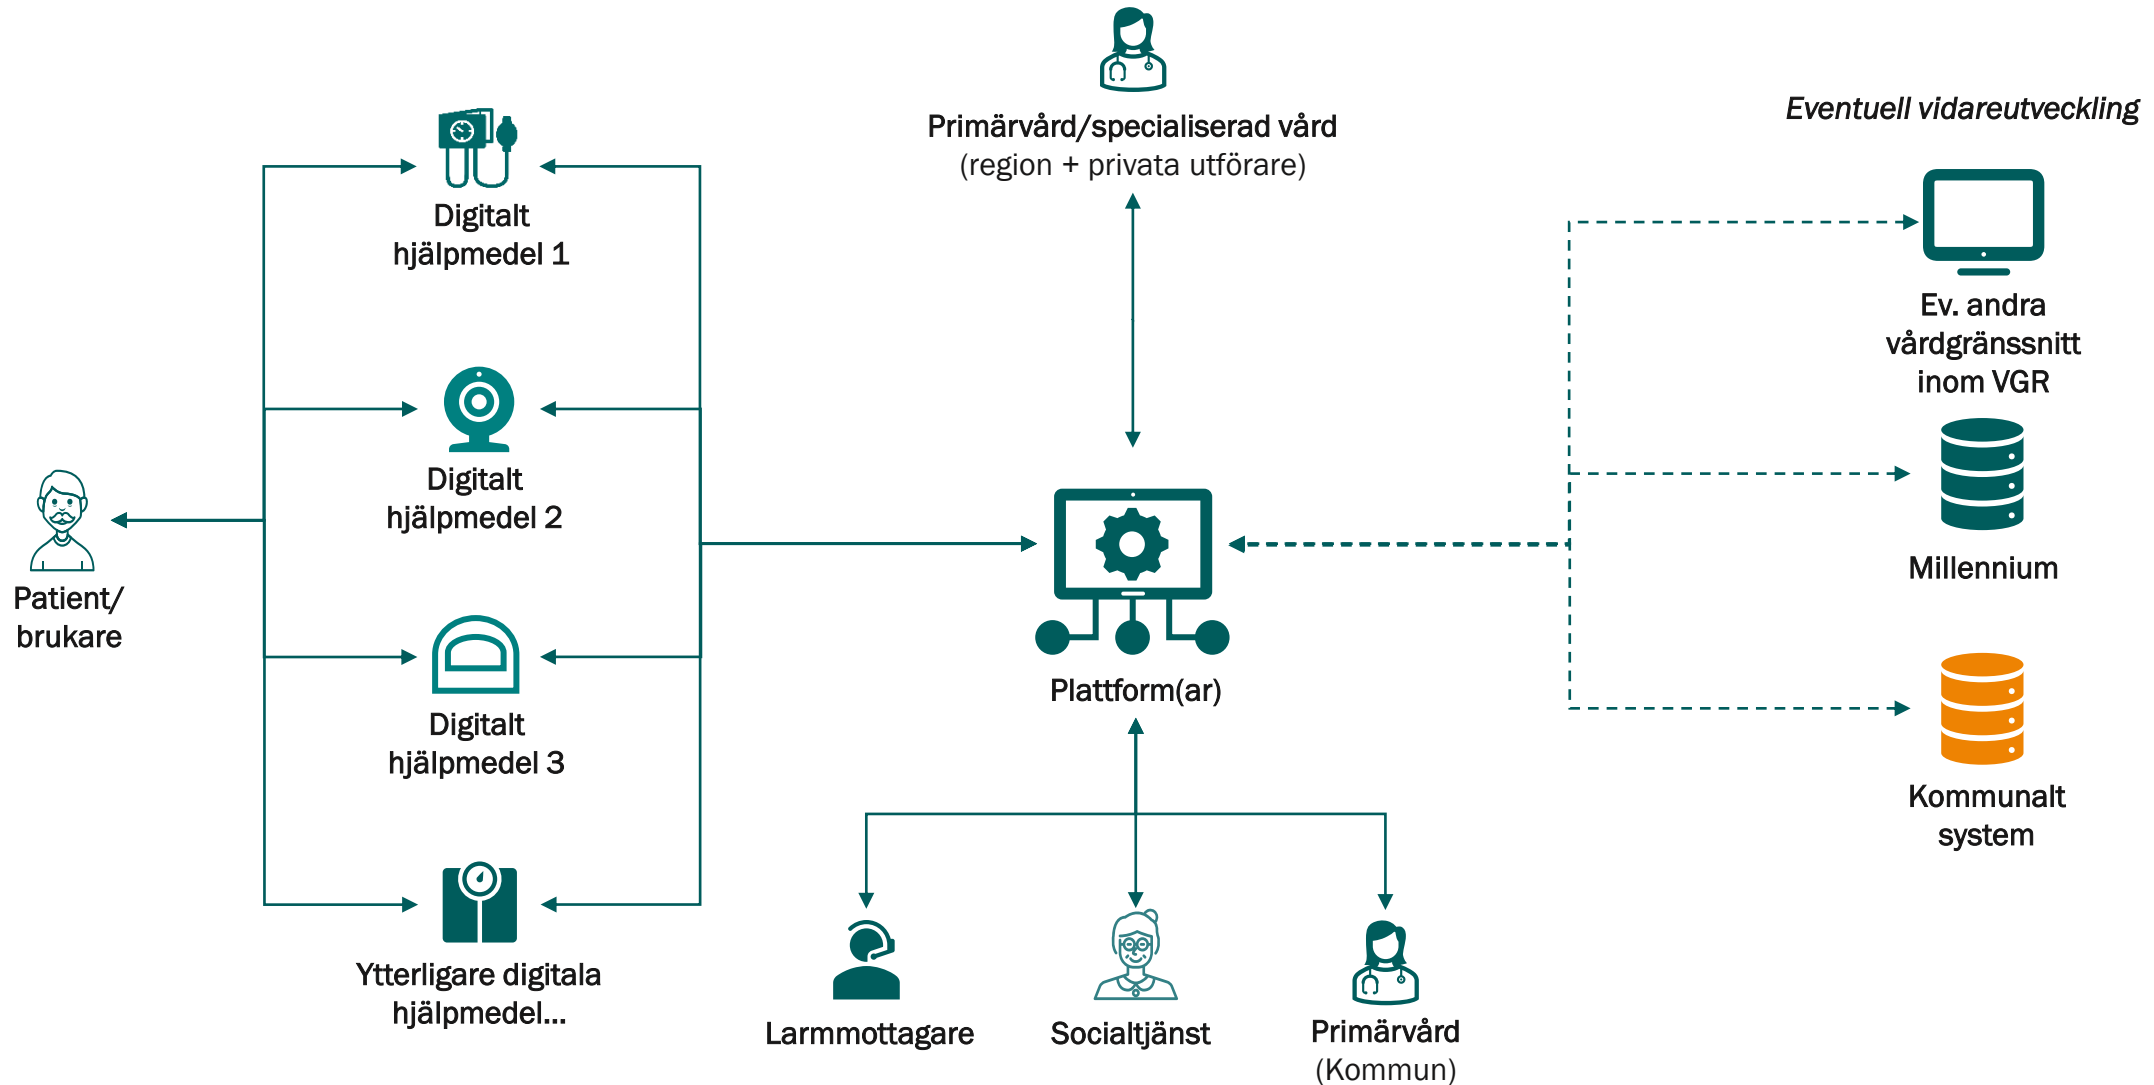 Primärvård/specialiserad vård
(region + privata utförare)
Eventuell vidareutveckling
Digitalt
hjälpmedel 1
Digitalt
hjälpmedel 2
Digitalt
hjälpmedel 3
Ytterligare digitala
hjälpmedel...
Patient/
brukare
Plattform(ar)
Larmmottagare
Socialtjänst
Primärvård
(Kommun)
Ev. andra
vårdgränssnitt
inom VGR
Millennium
Kommunalt
system